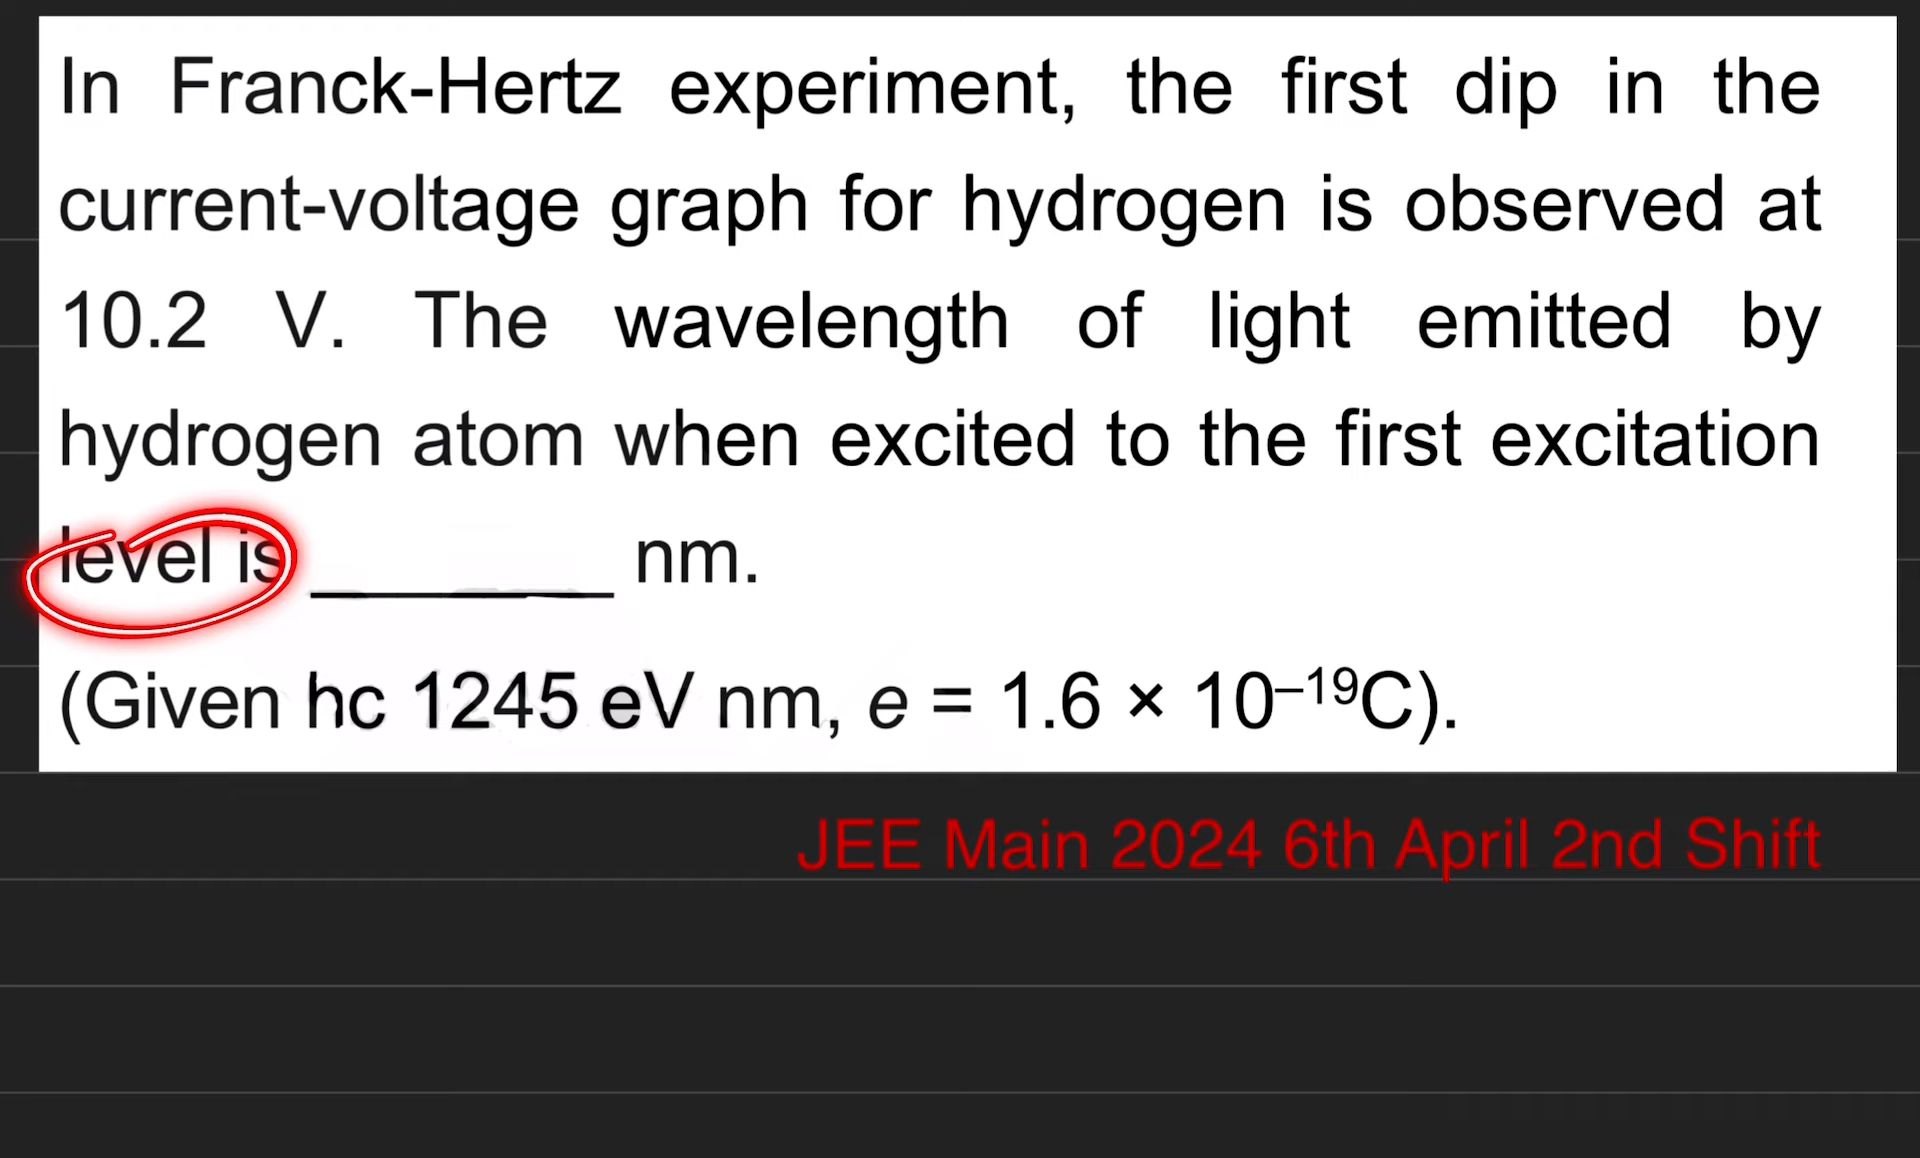 In Franck-Hertz experiment, the first dip in the
current-voltage graph for hydrogen is observed at
10.2 V. The wavelength of light emitted by
hydrogen atom when excited to the first excitation
level is ________ nm.
(Given hc 1245 eV nm, e = 1.6 × 10⁻¹⁹C).
JEE Main 2024 6th April 2nd Shift